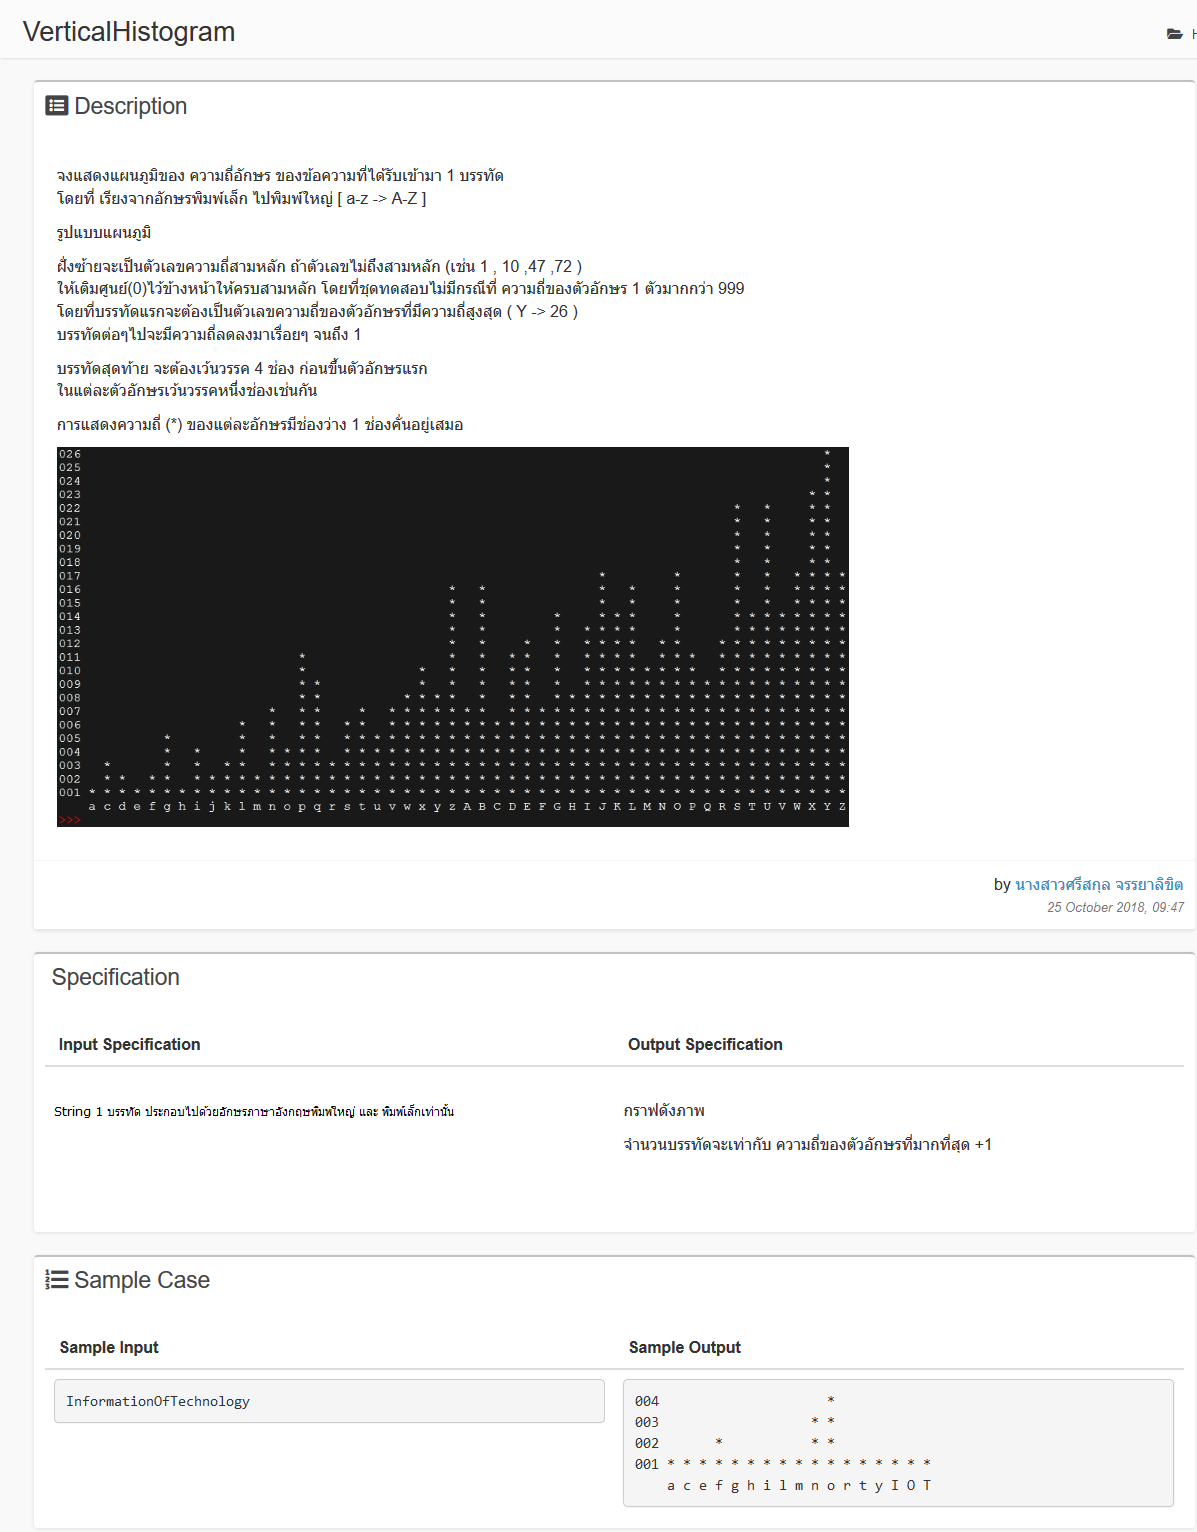 VerticalHistogram
H
Description
จงแสดงแผนภูมิของ ความถี่อักษร ของข้อความที่ได้รับเข้ามา 1 บรรทัด
โดยที่ เรียงจากอักษรพิมพ์เล็ก ไปพิมพ์ใหญ่ [ a-z -> A-Z ]
รูปแบบแผนภูมิ
ฝั่งซ้ายจะเป็นตัวเลขความถี่สามหลัก ถ้าตัวเลขไม่ถึงสามหลัก (เช่น 1 , 10 ,47 ,72 )
ให้เติมศูนย์(0)ไว้ข้างหน้าให้ครบสามหลัก โดยที่ชุดทดสอบไม่มีกรณีที่ ความถี่ของตัวอักษร 1 ตัวมากกว่า 999
โดยที่บรรทัดแรกจะต้องเป็นตัวเลขความถี่ของตัวอักษรที่มีความถี่สูงสุด ( Y -> 26 )
บรรทัดต่อๆไปจะมีความถี่ลดลงมาเรื่อยๆ จนถึง 1
บรรทัดสุดท้าย จะต้องเว้นวรรค 4 ช่อง ก่อนขึ้นตัวอักษรแรก
ในแต่ละตัวอักษรเว้นวรรคหนึ่งช่องเช่นกัน
การแสดงความถี่ (*) ของแต่ละอักษรมีช่องว่าง 1 ช่องคั่นอยู่เสมอ
026 *
025 *
024 *
023 * *
022 * * * *
021 * * * *
020 * * * *
019 * * * *
018 * * * *
017 * * * * * * * *
016 * * * * * * * * * * *
015 * * * * * * * * * * *
014 * * * * * * * * * * * * * * *
013 * * * * * * * * * * * * * * * *
012 * * * * * * * * * * * * * * * * * * *
011 * * * * * * * * * * * * * * * * * * * * * *
010 * * * * * * * * * * * * * * * * * * * * * * * *
009 * * * * * * * * * * * * * * * * * * * * * * * * * *
008 * * * * * * * * * * * * * * * * * * * * * * * * * * * * *
007 * * * * * * * * * * * * * * * * * * * * * * * * * * * * * * * * * *
006 * * * * * * * * * * * * * * * * * * * * * * * * * * * * * * * * * * * * *
005 * * * * * * * * * * * * * * * * * * * * * * * * * * * * * * * * * * * * * * *
004 * * * * * * * * * * * * * * * * * * * * * * * * * * * * * * * * * * * * * * * * *
003 * * * * * * * * * * * * * * * * * * * * * * * * * * * * * * * * * * * * * * * * * * * *
002 * * * * * * * * * * * * * * * * * * * * * * * * * * * * * * * * * * * * * * * * * * * * * * * *
001 * * * * * * * * * * * * * * * * * * * * * * * * * * * * * * * * * * * * * * * * * * * * * * * * * * *
a c d e f g h i j k l m n o p q r s t u v w x y z A B C D E F G H I J K L M N O P Q R S T U V W X Y Z
>>>
by นางสาวศรีสกุล จรรยาลิขิต
25 October 2018, 09:47
Specification
Input Specification
Output Specification
String 1 บรรทัด ประกอบไปด้วยอักษรภาษาอังกฤษพิมพ์ใหญ่ และ พิมพ์เล็กเท่านั้น
กราฟดังภาพ
จำนวนบรรทัดจะเท่ากับ ความถี่ของตัวอักษรที่มากที่สุด +1
Sample Case
Sample Input
Sample Output
InformationOfTechnology
004                     *
003                   * *
002       *           * *
001 * * * * * * * * * * * * * * * * *
    a c e f g h i l m n o r t y I O T